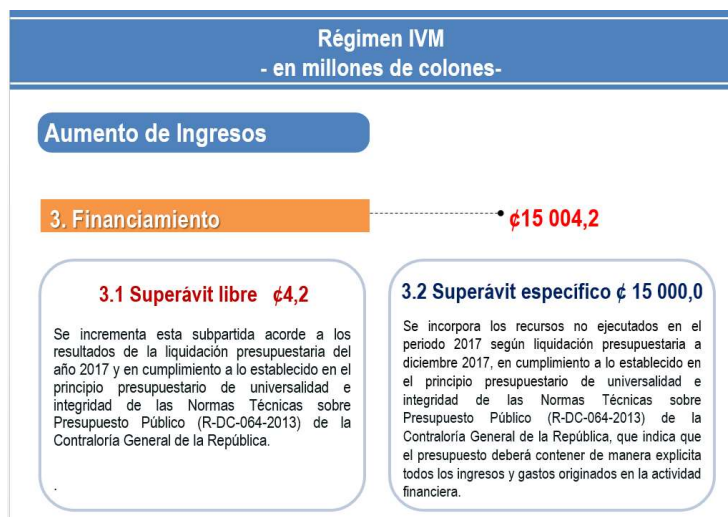 Régimen IVM
- en millones de colones-
Aumento de Ingresos
3. Financiamiento
¢15 004,2
3.1 Superávit libre ¢4,2
Se incrementa esta subpartida acorde a los
resultados de la liquidación presupuestaria del
año 2017 y en cumplimiento a lo establecido en el
principio presupuestario de universalidad e
integridad de las Normas Técnicas sobre
Presupuesto Público (R-DC-064-2013) de la
Contraloría General de la República.
.
3.2 Superávit específico ¢ 15 000,0
Se incorpora los recursos no ejecutados en el
periodo 2017 según liquidación presupuestaria a
diciembre 2017, en cumplimiento a lo establecido en
el principio presupuestario de universalidad e
integridad de las Normas Técnicas sobre
Presupuesto Público (R-DC-064-2013) de la
Contraloría General de la República, que indica que
el presupuesto deberá contener de manera explicita
todos los ingresos y gastos originados en la actividad
financiera.